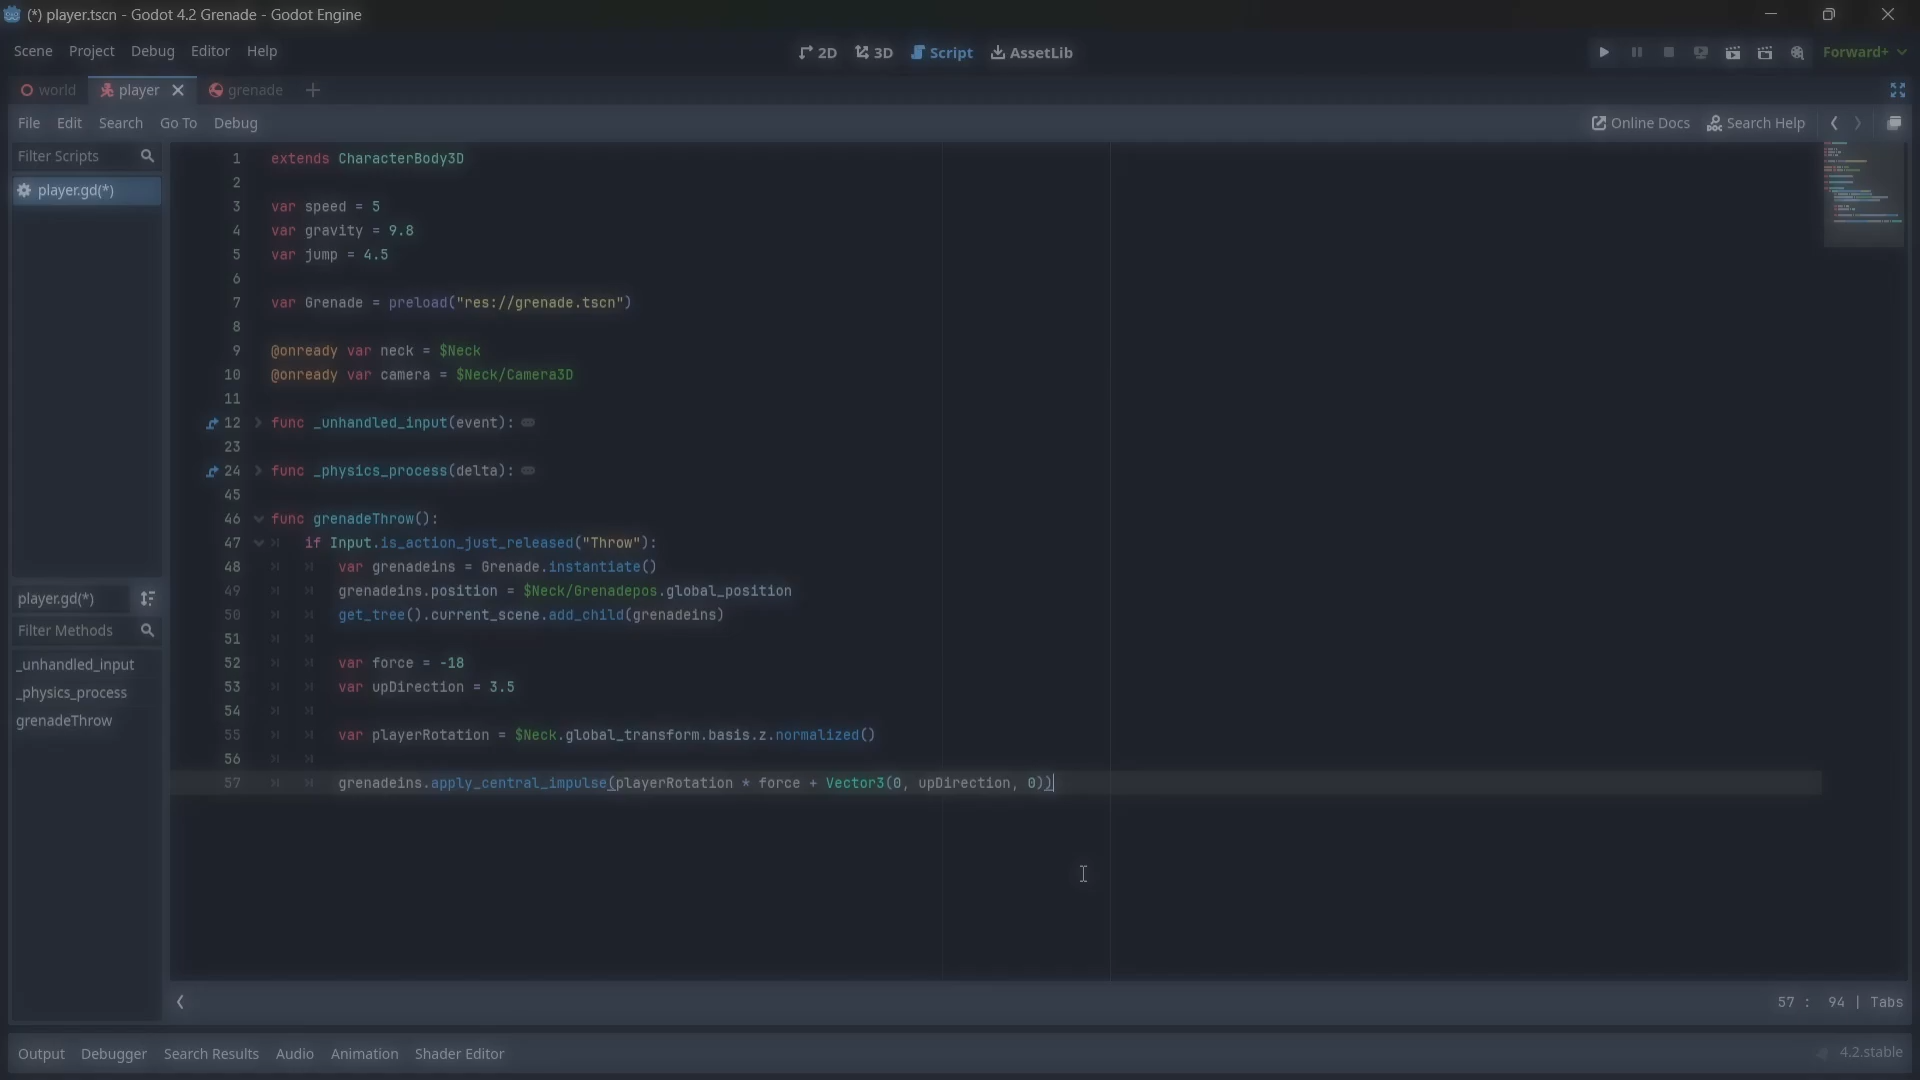 (*) player.tscn - Godot 4.2 Grenade - Godot Engine
Scene Project Debug Editor Help
2D 3D Script AssetLib
Forward+
world player grenade
File Edit Search Go To Debug
Online Docs Search Help
Filter Scripts
player.gd(*)
player.gd(*)
Filter Methods
_unhandled_input
_physics_process
grenadeThrow
1 extends CharacterBody3D
2
3 var speed = 5
4 var gravity = 9.8
5 var jump = 4.5
6
7 var Grenade = preload("res://grenade.tscn")
8
9 @onready var neck = $Neck
10 @onready var camera = $Neck/Camera3D
11
12 func _unhandled_input(event):
23
24 func _physics_process(delta):
45
46 func grenadeThrow():
47 if Input.is_action_just_released("Throw"):
48 var grenadeins = Grenade.instantiate()
49 grenadeins.position = $Neck/Grenadepos.global_position
50 get_tree().current_scene.add_child(grenadeins)
51
52 var force = -18
53 var upDirection = 3.5
54
55 var playerRotation = $Neck.global_transform.basis.z.normalized()
56
57 grenadeins.apply_central_impulse(playerRotation * force + Vector3(0, upDirection, 0))
57 : 94 | Tabs
Output Debugger Search Results Audio Animation Shader Editor
4.2.stable